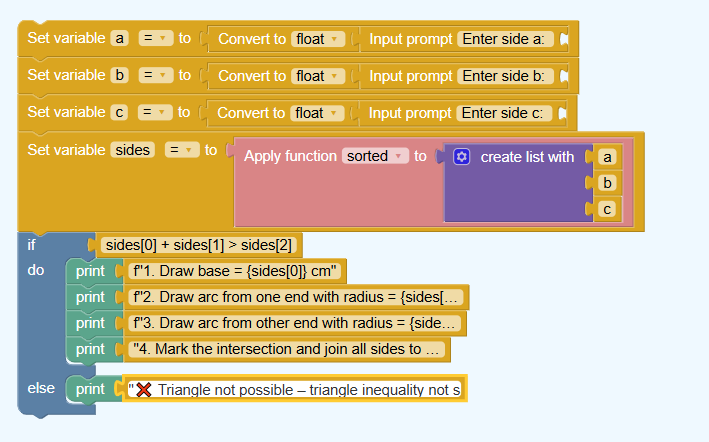 Set variable a = to Convert to float Input prompt Enter side a:
Set variable b = to Convert to float Input prompt Enter side b:
Set variable c = to Convert to float Input prompt Enter side c:
Set variable sides = to Apply function sorted to create list with a
b
c
if sides[0] + sides[1] > sides[2]
do print f"1. Draw base = {sides[0]} cm"
print f"2. Draw arc from one end with radius = {sides[...
print f"3. Draw arc from other end with radius = {side...
print "4. Mark the intersection and join all sides to ...
else print "❌ Triangle not possible – triangle inequality not s